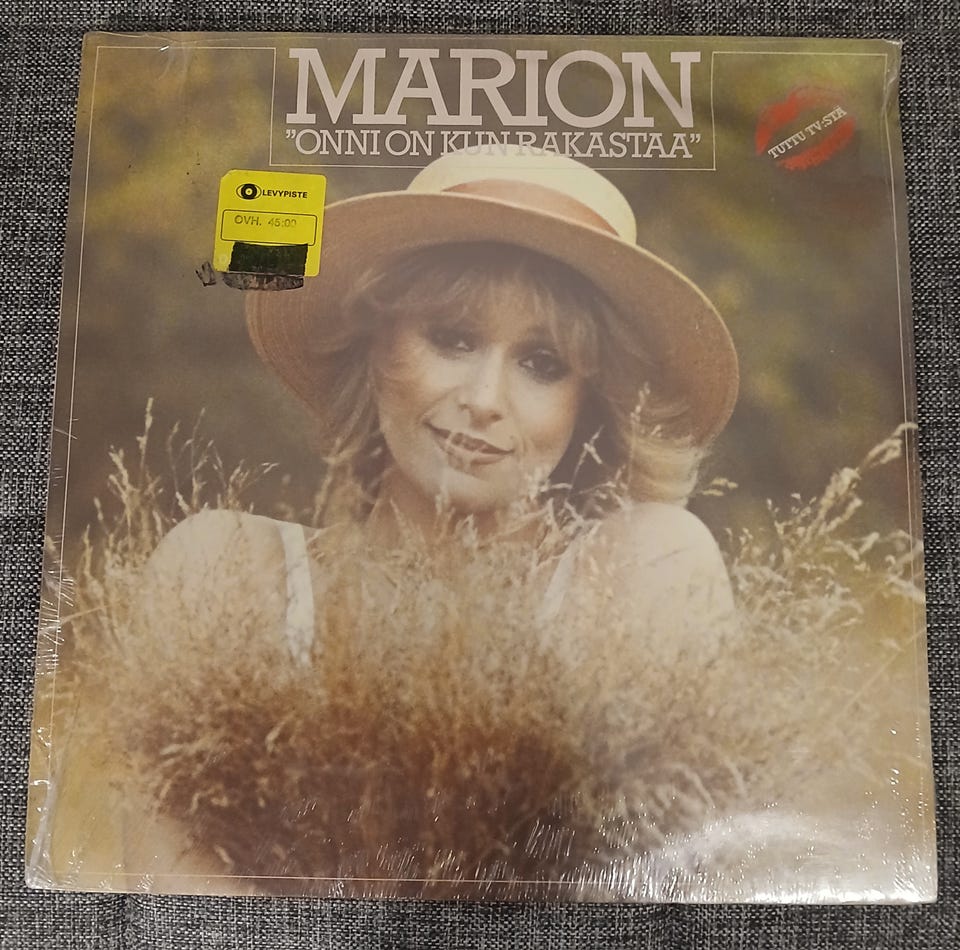 MARION
"ONNI ON KUN RAKASTAA"
TUTTU TV:STÄ
LEVYPISTE
OVH. 45:00